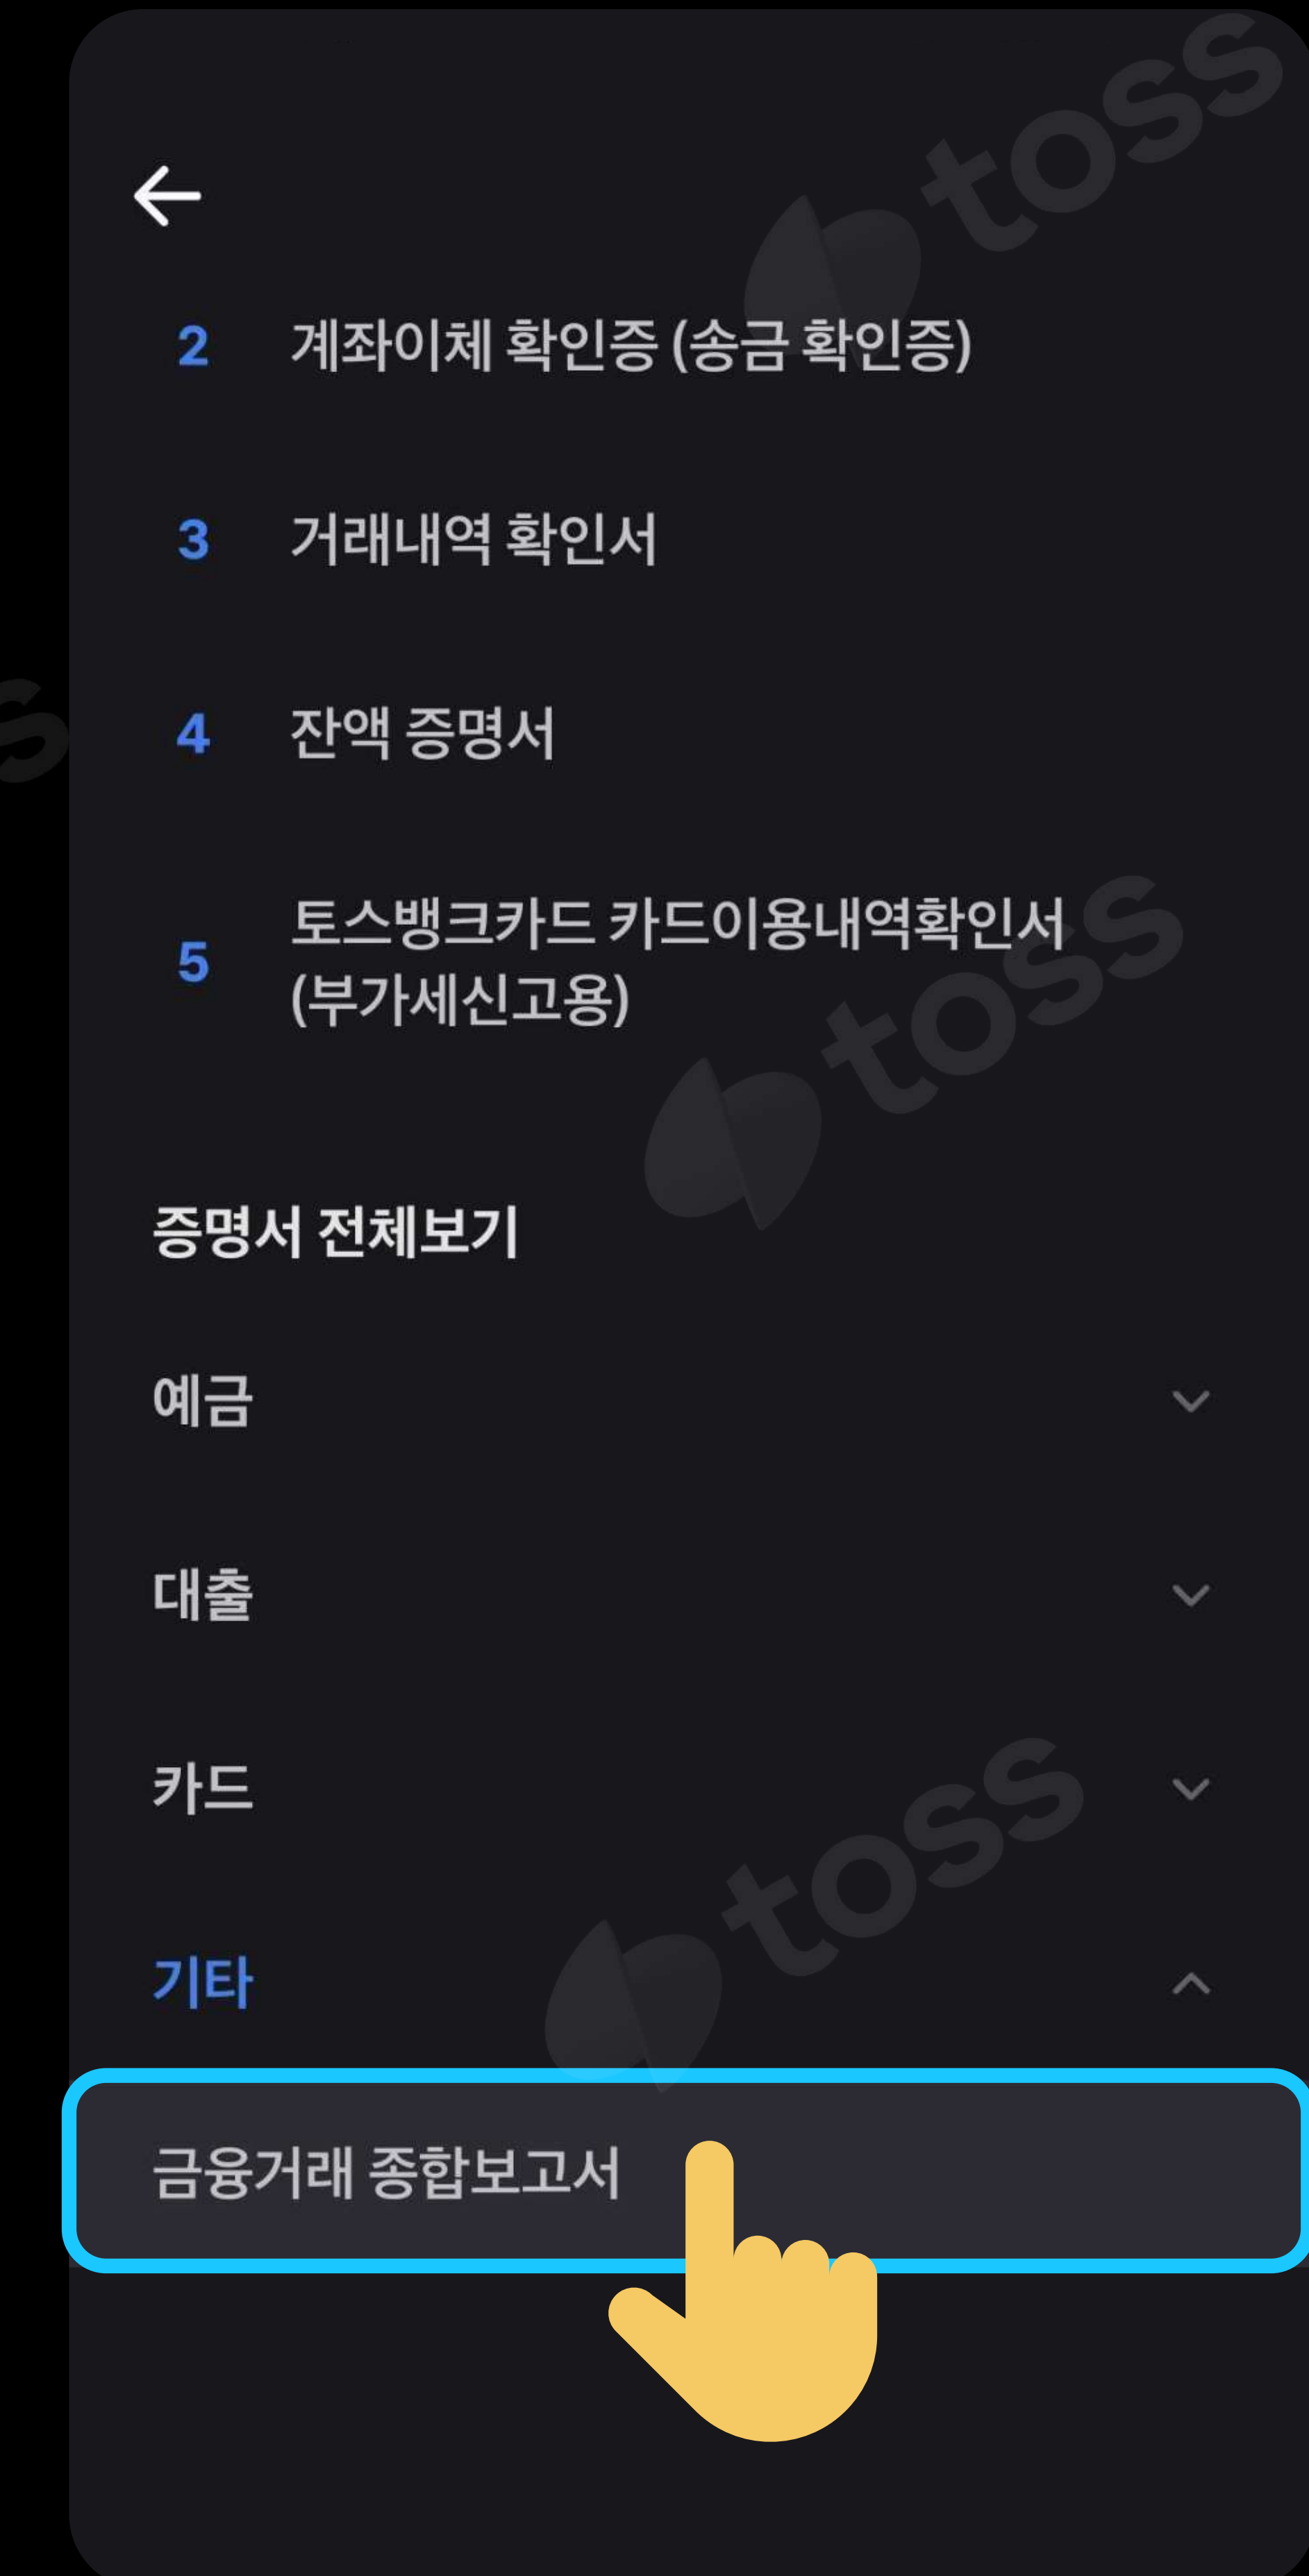 toss
2 계좌이체 확인증 (송금 확인증)
3 거래내역 확인서
s
4 잔액 증명서
5 토스뱅크카드 카드이용내역확인서
(부가세신고용)
toss
증명서 전체보기
예금
대출
카드
toss
기타
금융거래 종합보고서